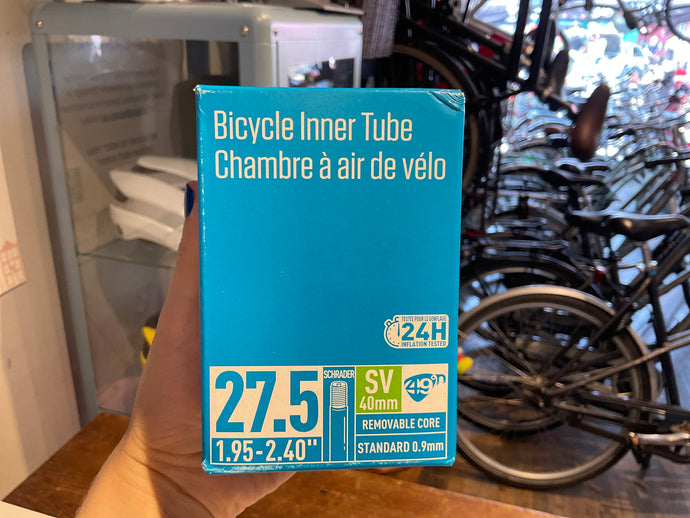 Bicycle Inner Tube
Chambre à air de vélo
TESTÉE POUR LE GONFLAGE
24H
INFLATION TESTED
27.5
1.95-2.40"
SCHRADER
SV
40mm
49°N
REMOVABLE CORE
STANDARD 0.9mm